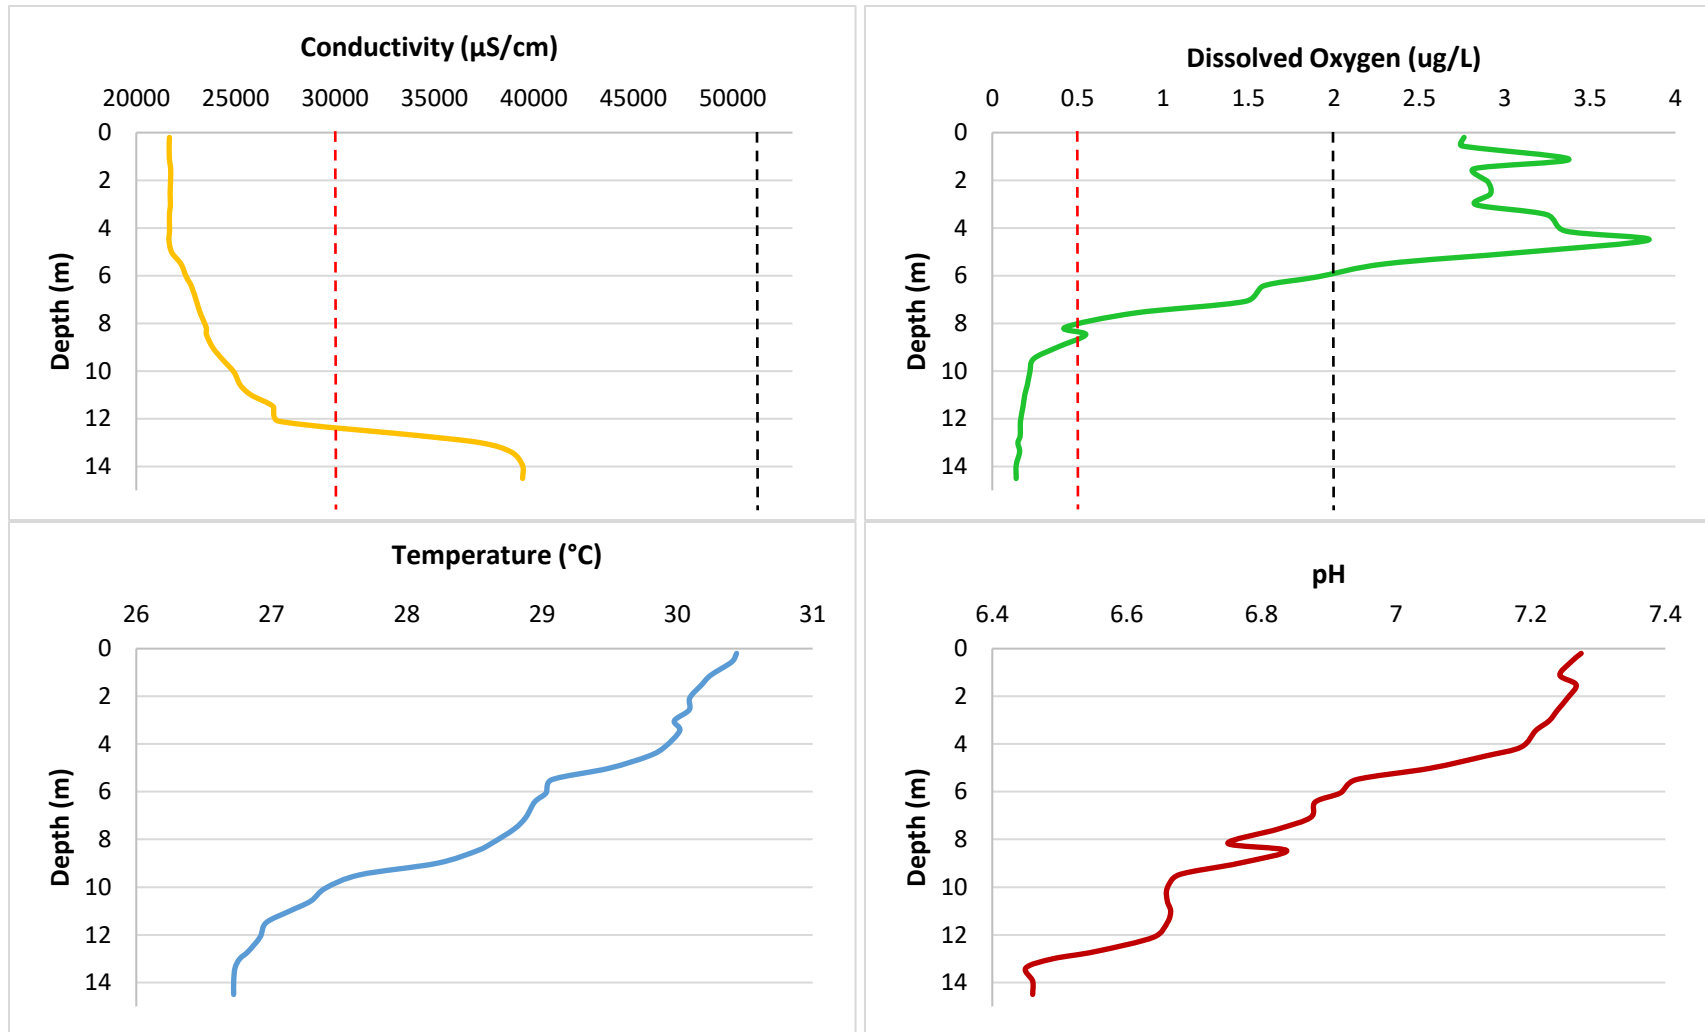 Conductivity (µS/cm)
20000 25000 30000 35000 40000 45000 50000
0
2
4
6
8
10
12
14
Depth (m)
Dissolved Oxygen (ug/L)
0 0.5 1 1.5 2 2.5 3 3.5 4
0
2
4
6
8
10
12
14
Depth (m)
Temperature (°C)
26 27 28 29 30 31
0
2
4
6
8
10
12
14
Depth (m)
pH
6.4 6.6 6.8 7 7.2 7.4
0
2
4
6
8
10
12
14
Depth (m)